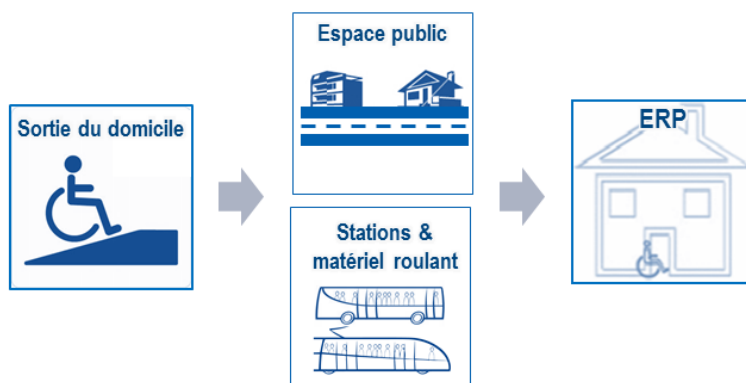 Sortie du domicile
Espace public
Stations &
matériel roulant
ERP